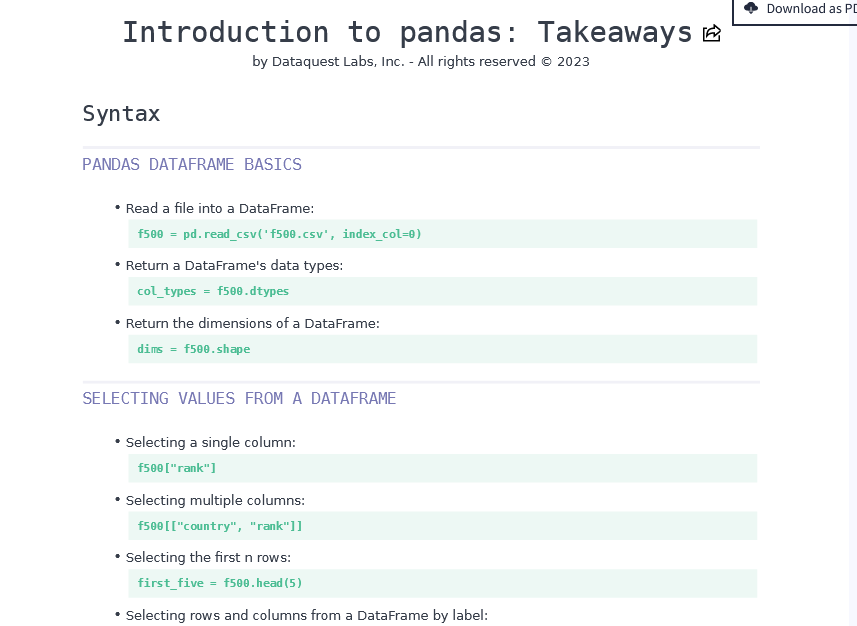 Download as PD
Introduction to pandas: Takeaways
by Dataquest Labs, Inc. - All rights reserved © 2023
Syntax
PANDAS DATAFRAME BASICS
• Read a file into a DataFrame:
f500 = pd.read_csv('f500.csv', index_col=0)
• Return a DataFrame's data types:
col_types = f500.dtypes
• Return the dimensions of a DataFrame:
dims = f500.shape
SELECTING VALUES FROM A DATAFRAME
• Selecting a single column:
f500["rank"]
• Selecting multiple columns:
f500[["country", "rank"]]
• Selecting the first n rows:
first_five = f500.head(5)
• Selecting rows and columns from a DataFrame by label: